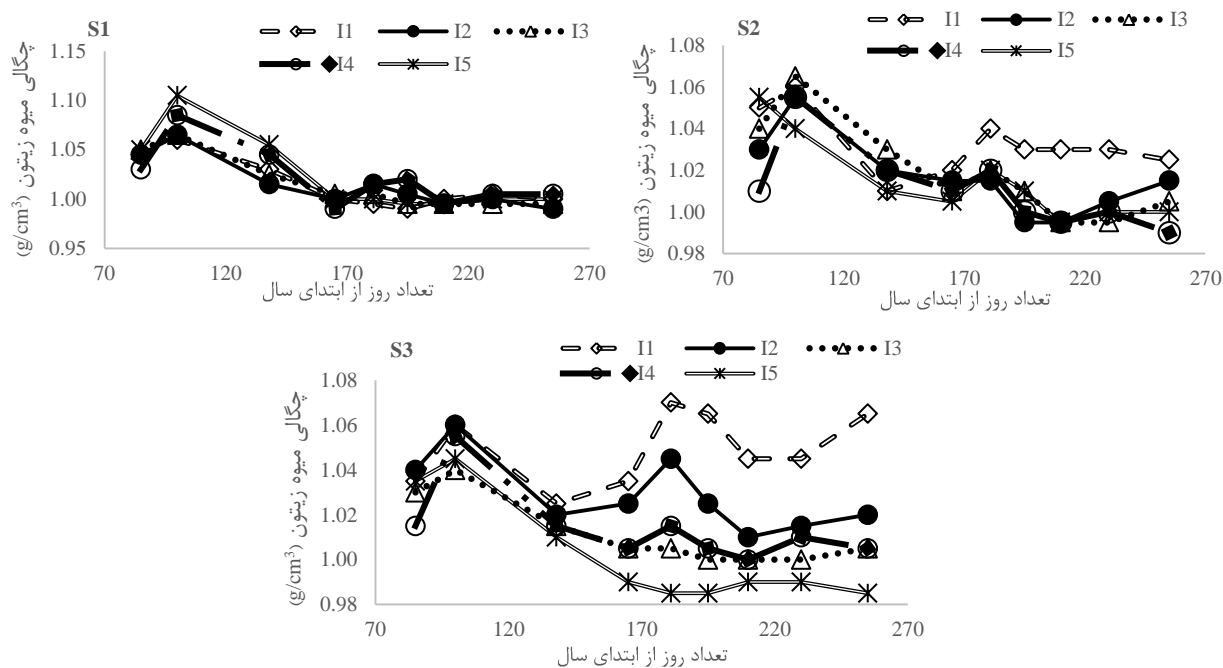 S1
I1 I2 I3
I4 I5
چگالی میوه زیتون (g/cm³)
1.15
1.10
1.05
1.00
0.95
70 120 170 220 270
تعداد روز از ابتدای سال
S2
I1 I2 I3
I4 I5
چگالی میوه زیتون (g/cm3)
1.08
1.06
1.04
1.02
1.00
0.98
70 120 170 220 270
تعداد روز از ابتدای سال
S3
I1 I2 I3
I4 I5
چگالی میوه زیتون (g/cm³)
1.08
1.06
1.04
1.02
1.00
0.98
70 120 170 220 270
تعداد روز از ابتدای سال